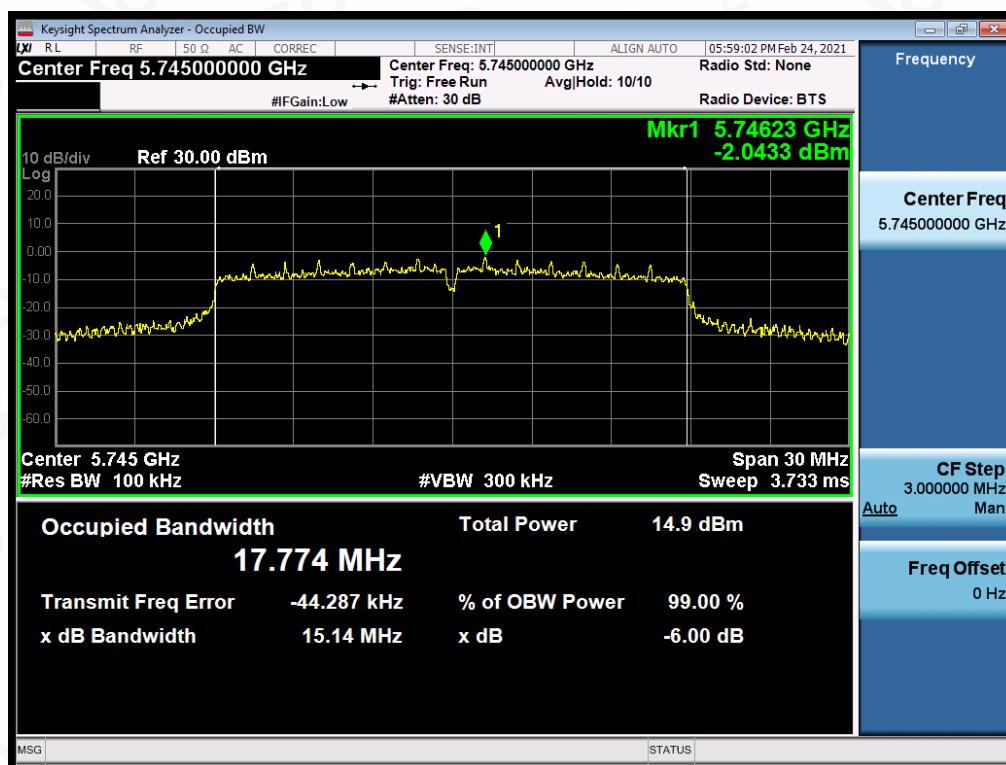 Keysight Spectrum Analyzer - Occupied BW
LXI RL RF 50 Ω AC CORREC SENSE:INT ALIGN AUTO 05:59:02 PM Feb 24, 2021
Center Freq 5.745000000 GHz
Center Freq: 5.745000000 GHz Radio Std: None
Trig: Free Run Avg|Hold: 10/10
#IFGain:Low #Atten: 30 dB Radio Device: BTS
Mkr1 5.74623 GHz
-2.0433 dBm
10 dB/div Ref 30.00 dBm
Log
20.0
10.0
1
0.00
-10.0
-20.0
-30.0
-40.0
-50.0
-60.0
Center 5.745 GHz Span 30 MHz
#Res BW 100 kHz #VBW 300 kHz Sweep 3.733 ms
Occupied Bandwidth Total Power 14.9 dBm
17.774 MHz
Transmit Freq Error -44.287 kHz % of OBW Power 99.00 %
x dB Bandwidth 15.14 MHz x dB -6.00 dB
MSG STATUS
Frequency
Center Freq
5.745000000 GHz
CF Step
3.000000 MHz
Auto Man
Freq Offset
0 Hz